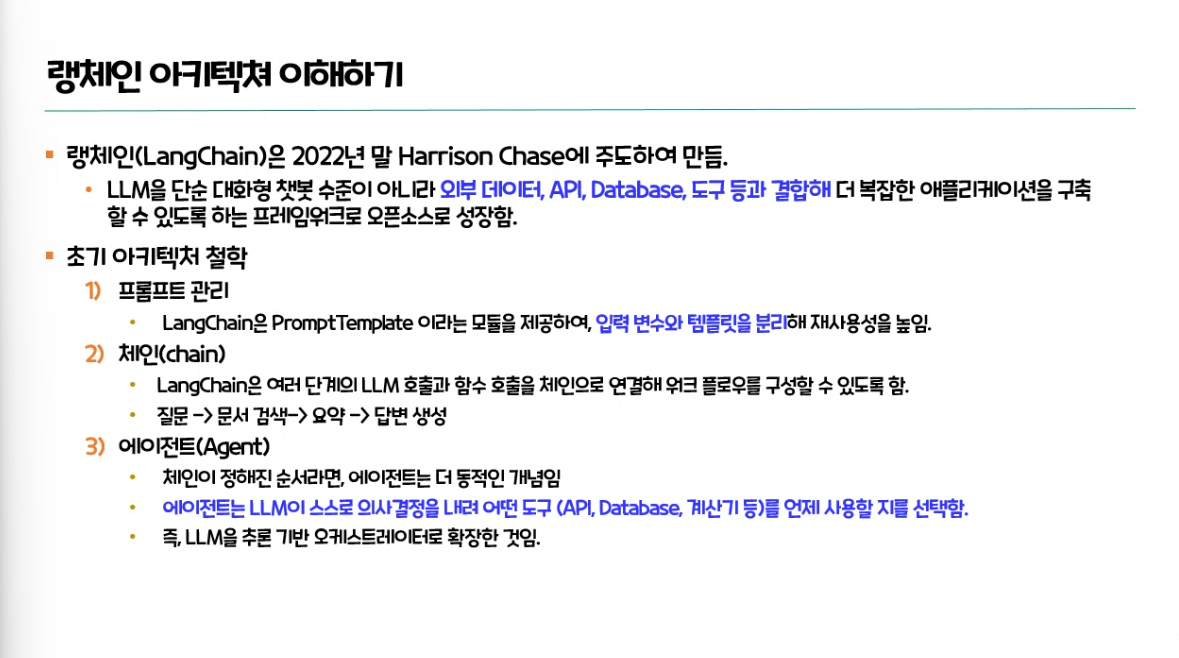 랭체인 아키텍쳐 이해하기
랭체인(LangChain)은 2022년 말 Harrison Chase에 주도하여 만듬.
LLM을 단순 대화형 챗봇 수준이 아니라 외부 데이터, API, Database, 도구 등과 결합해 더 복잡한 애플리케이션을 구축
할 수 있도록 하는 프레임워크로 오픈소스로 성장함.
초기 아키텍처 철학
1) 프롬프트 관리
LangChain은 PromptTemplate 이라는 모듈을 제공하여, 입력 변수와 템플릿을 분리해 재사용성을 높임.
2) 체인(chain)
LangChain은 여러 단계의 LLM 호출과 함수 호출을 체인으로 연결해 워크 플로우를 구성할 수 있도록 함.
질문 -> 문서 검색-> 요약 -> 답변 생성
3) 에이전트(Agent)
체인이 정해진 순서라면, 에이전트는 더 동적인 개념임
에이전트는 LLM이 스스로 의사결정을 내려 어떤 도구 (API, Database, 계산기 등)를 언제 사용할 지를 선택함.
즉, LLM을 추론 기반 오케스트레이터로 확장한 것임.